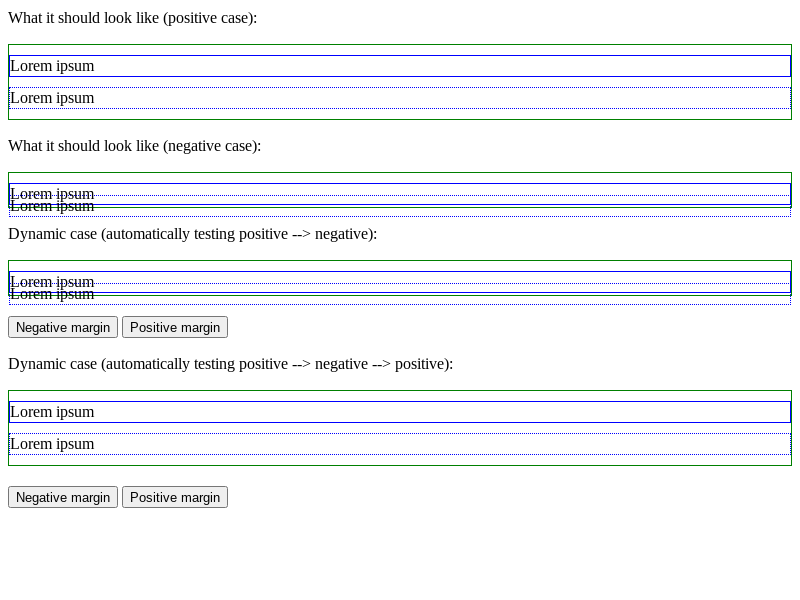 What it should look like (positive case):
Lorem ipsum
Lorem ipsum
What it should look like (negative case):
Lorem ipsum
Lorem ipsum
Dynamic case (automatically testing positive --> negative):
Lorem ipsum
Lorem ipsum
Negative margin Positive margin
Dynamic case (automatically testing positive --> negative --> positive):
Lorem ipsum
Lorem ipsum
Negative margin Positive margin